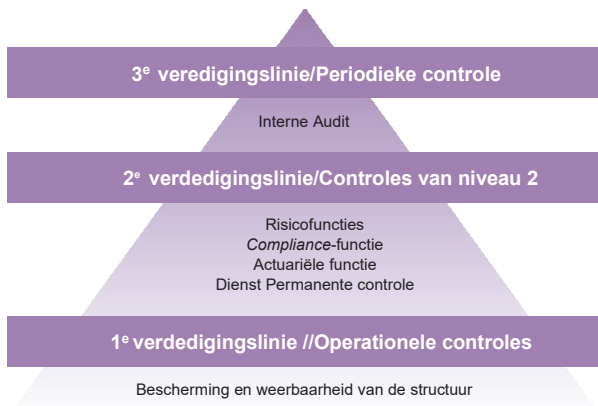 3e veredigingslinie/Periodieke controle
Interne Audit
2e verdedigingslinie/Controles van niveau 2
Risicofuncties
Compliance-functie
Actuariële functie
Dienst Permanente controle
1e verdedigingslinie //Operationele controles
Bescherming en weerbaarheid van de structuur